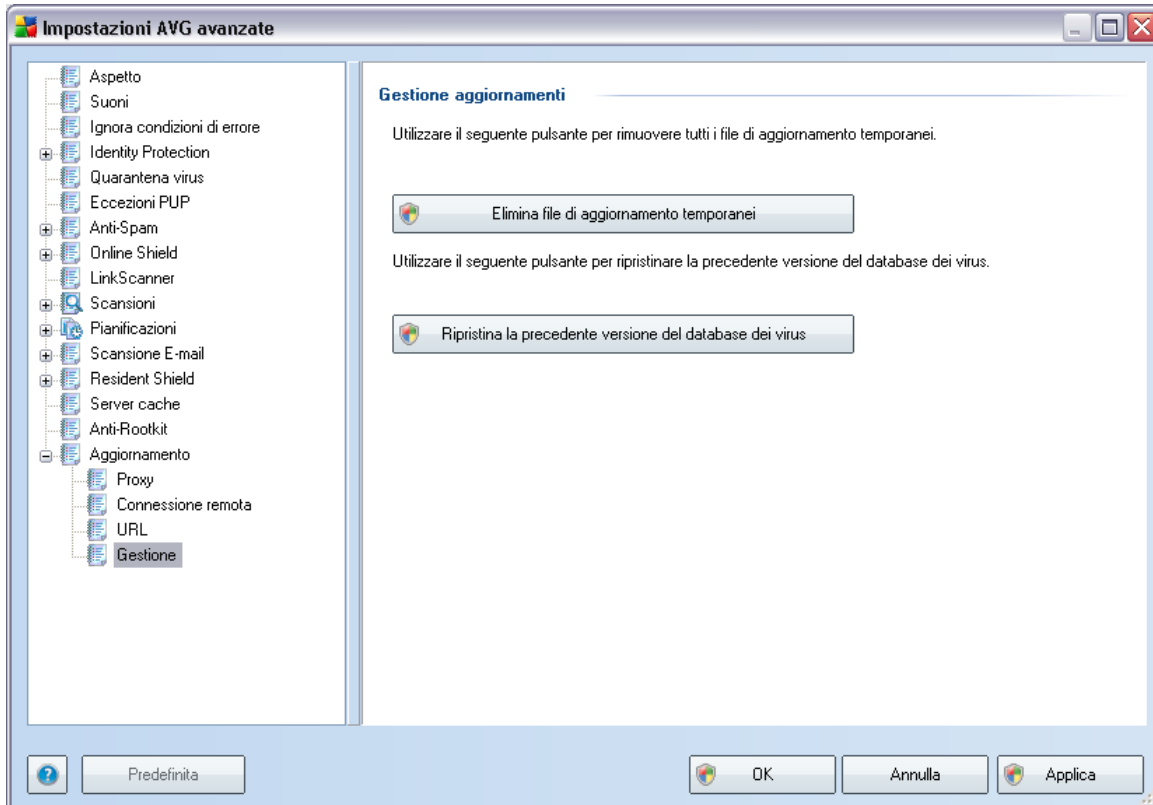 Impostazioni AVG avanzate
Aspetto
Suoni
Ignora condizioni di errore
Identity Protection
Quarantena virus
Eccezioni PUP
Anti-Spam
Online Shield
LinkScanner
Scansioni
Pianificazioni
Scansione E-mail
Resident Shield
Server cache
Anti-Rootkit
Aggiornamento
Proxy
Connessione remota
URL
Gestione
Gestione aggiornamenti
Utilizzare il seguente pulsante per rimuovere tutti i file di aggiornamento temporanei.
Elimina file di aggiornamento temporanei
Utilizzare il seguente pulsante per ripristinare la precedente versione del database dei virus.
Ripristina la precedente versione del database dei virus
Predefinita
OK
Annulla
Applica